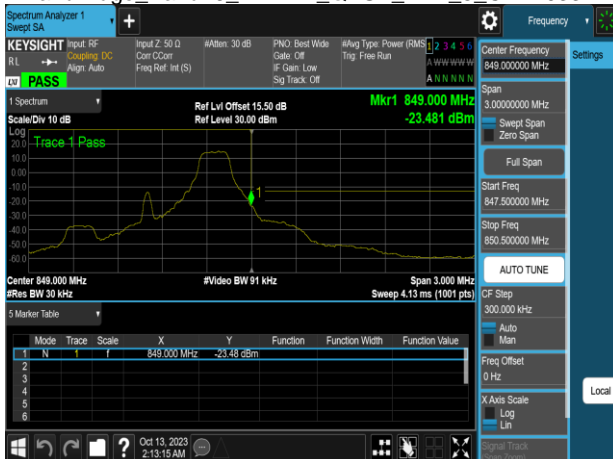 Spectrum Analyzer 1
Swept SA
+
Frequency
KEYSIGHT
RL
LXI
PASS
Input: RF
Coupling: DC
Align: Auto
Input Z: 50 Ω
Corr CCorr
Freq Ref: Int (S)
#Atten: 30 dB
PNO: Best Wide
Gate: Off
IF Gain: Low
Sig Track: Off
#Avg Type: Power (RMS
Trig: Free Run
1 2 3 4 5 6
A W W W W W
A N N N N N
1 Spectrum
Scale/Div 10 dB
Ref Lvl Offset 15.50 dB
Ref Level 30.00 dBm
Mkr1 849.000 MHz
-23.481 dBm
Log
Trace 1 Pass
20.0
10.0
0.00
-10.0
-20.0
-30.0
-40.0
-50.0
-60.0
1
Center 849.000 MHz
#Video BW 91 kHz
Span 3.000 MHz
#Res BW 30 kHz
Sweep 4.13 ms (1001 pts)
5 Marker Table
Mode Trace Scale X Y Function Function Width Function Value
1 N 1 f 849.000 MHz -23.48 dBm
2
3
4
5
6
Oct 13, 2023
2:13:15 AM
Center Frequency
849.000000 MHz
Settings
Span
3.00000000 MHz
Swept Span
Zero Span
Full Span
Start Freq
847.500000 MHz
Stop Freq
850.500000 MHz
AUTO TUNE
CF Step
300.000 kHz
Auto
Man
Freq Offset
0 Hz
Local
X Axis Scale
Log
Lin
Signal Track